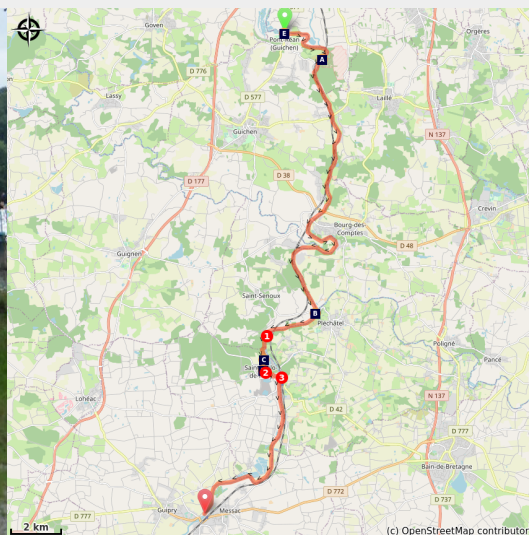 Goven
Orgères
E
Pont-Réan
(Guichen)
A
D 776
Lassy
D 577
Laillé
Guichen
N 137
D 177
D 38
Crévin
Bourg-des-
Comptes
D 48
Guignen
Saint-Senoux
B
Pléchâtel
1
Poligné
Pancé
C
2
3
Lohéac
N 137
D 42
D 777
Bain-de-Bretagne
D 772
D 737
Guipry
Messac
D 777
2 km
(c) OpenStreetMap contributor